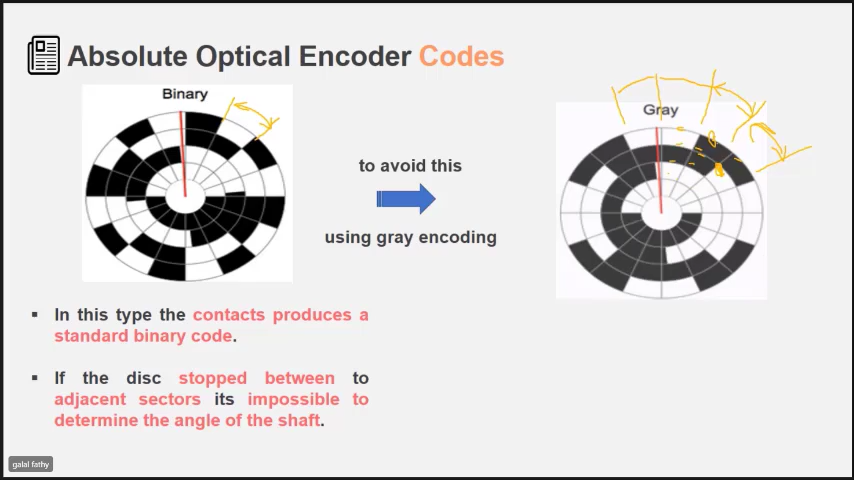 Absolute Optical Encoder Codes
Binary
Gray
to avoid this
using gray encoding
▪ In this type the contacts produces a
standard binary code.
▪ If the disc stopped between to
adjacent sectors its impossible to
determine the angle of the shaft.
galal fathy